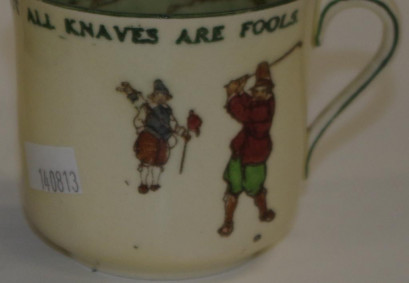 ALL KNAVES ARE FOOLS.
140813